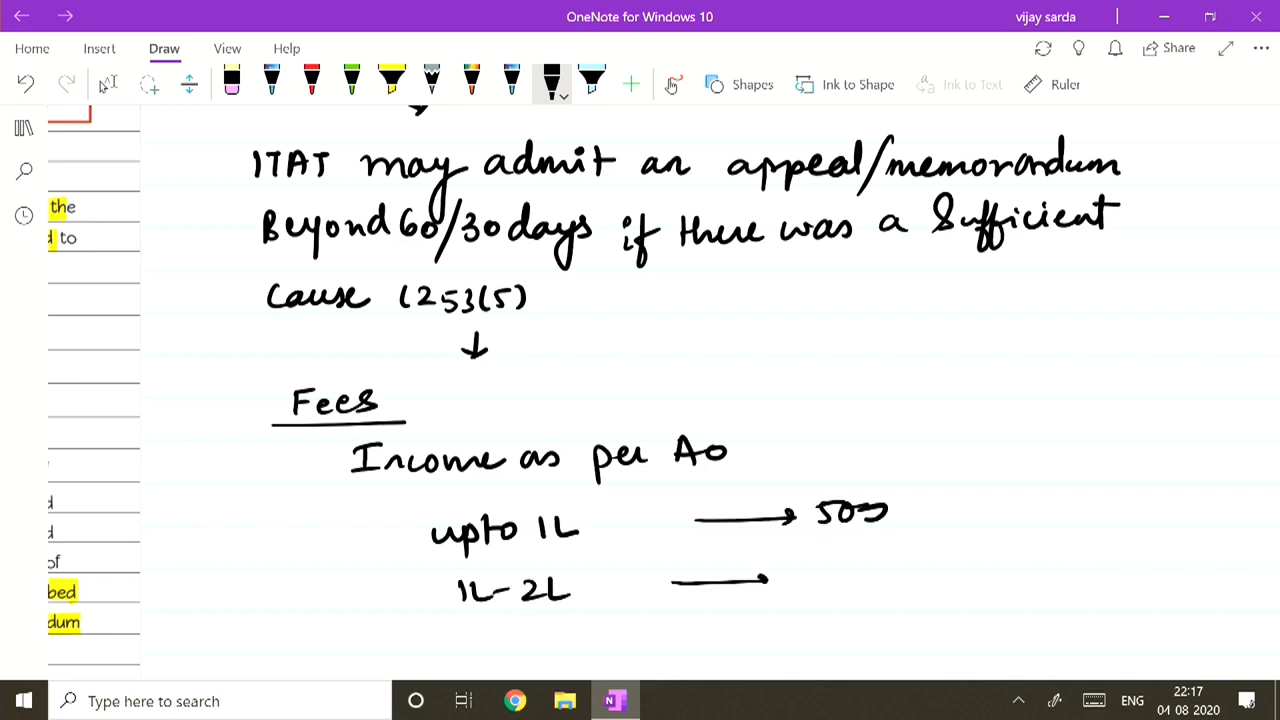 OneNote for Windows 10
vijay sarda
Home Insert Draw View Help
Share
Shapes Ink to Shape Ink to Text Ruler
the
to
of
bed
dum
ITAT may admit an appeal/memorandum
Beyond 60/30 days if there was a Sufficient
Cause (253(5)
Fees
Income as per AO
upto 1L → 500
1L-2L
Type here to search
ENG
22:17
04-08-2020